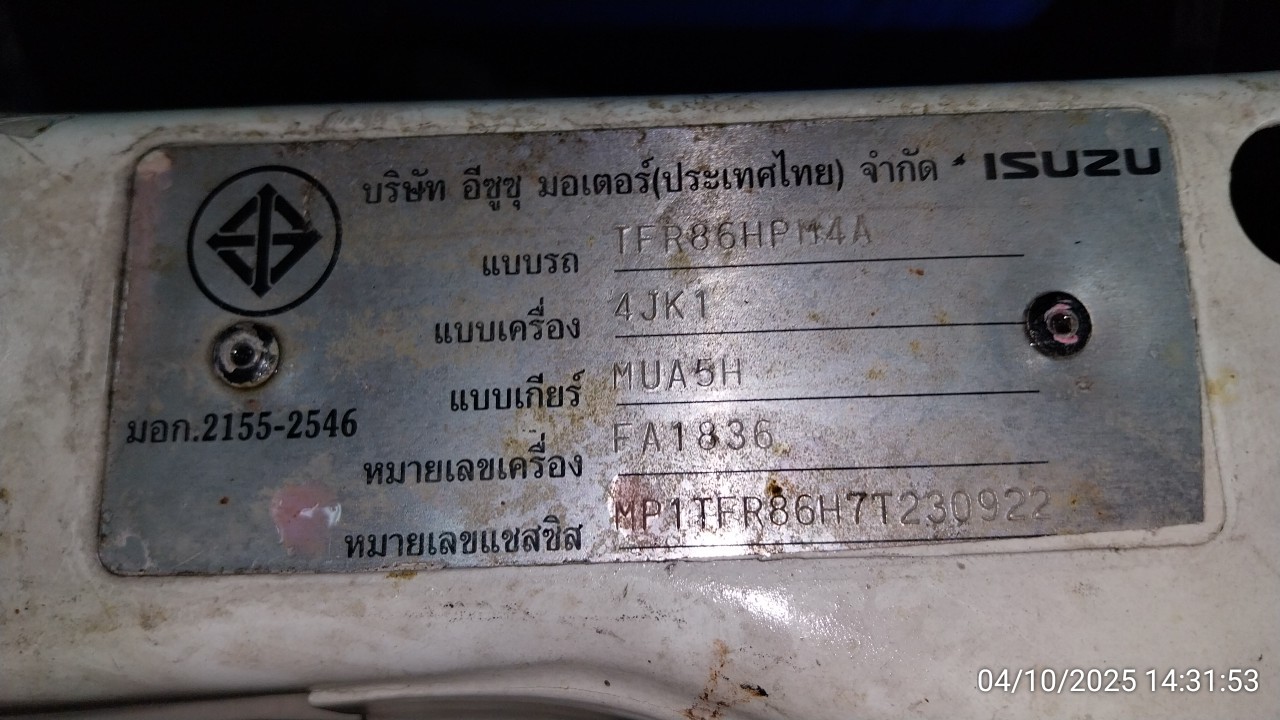 บริษัท อีซูซุ มอเตอร์(ประเทศไทย) จำกัด ISUZU
แบบรถ TFR86HPM4A
แบบเครื่อง 4JK1
แบบเกียร์ MUA5H
มอก.2155-2546
หมายเลขเครื่อง FA1836
หมายเลขแชสซิส MP1TFR86H7T230922
04/10/2025 14:31:53